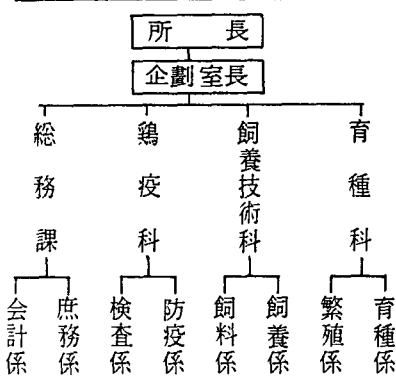 所長
企劃室長
育種科
飼養技術科
鶏疫科
総務課
育種係
繁殖係
飼養係
飼料係
防疫係
検査係
庶務係
会計係